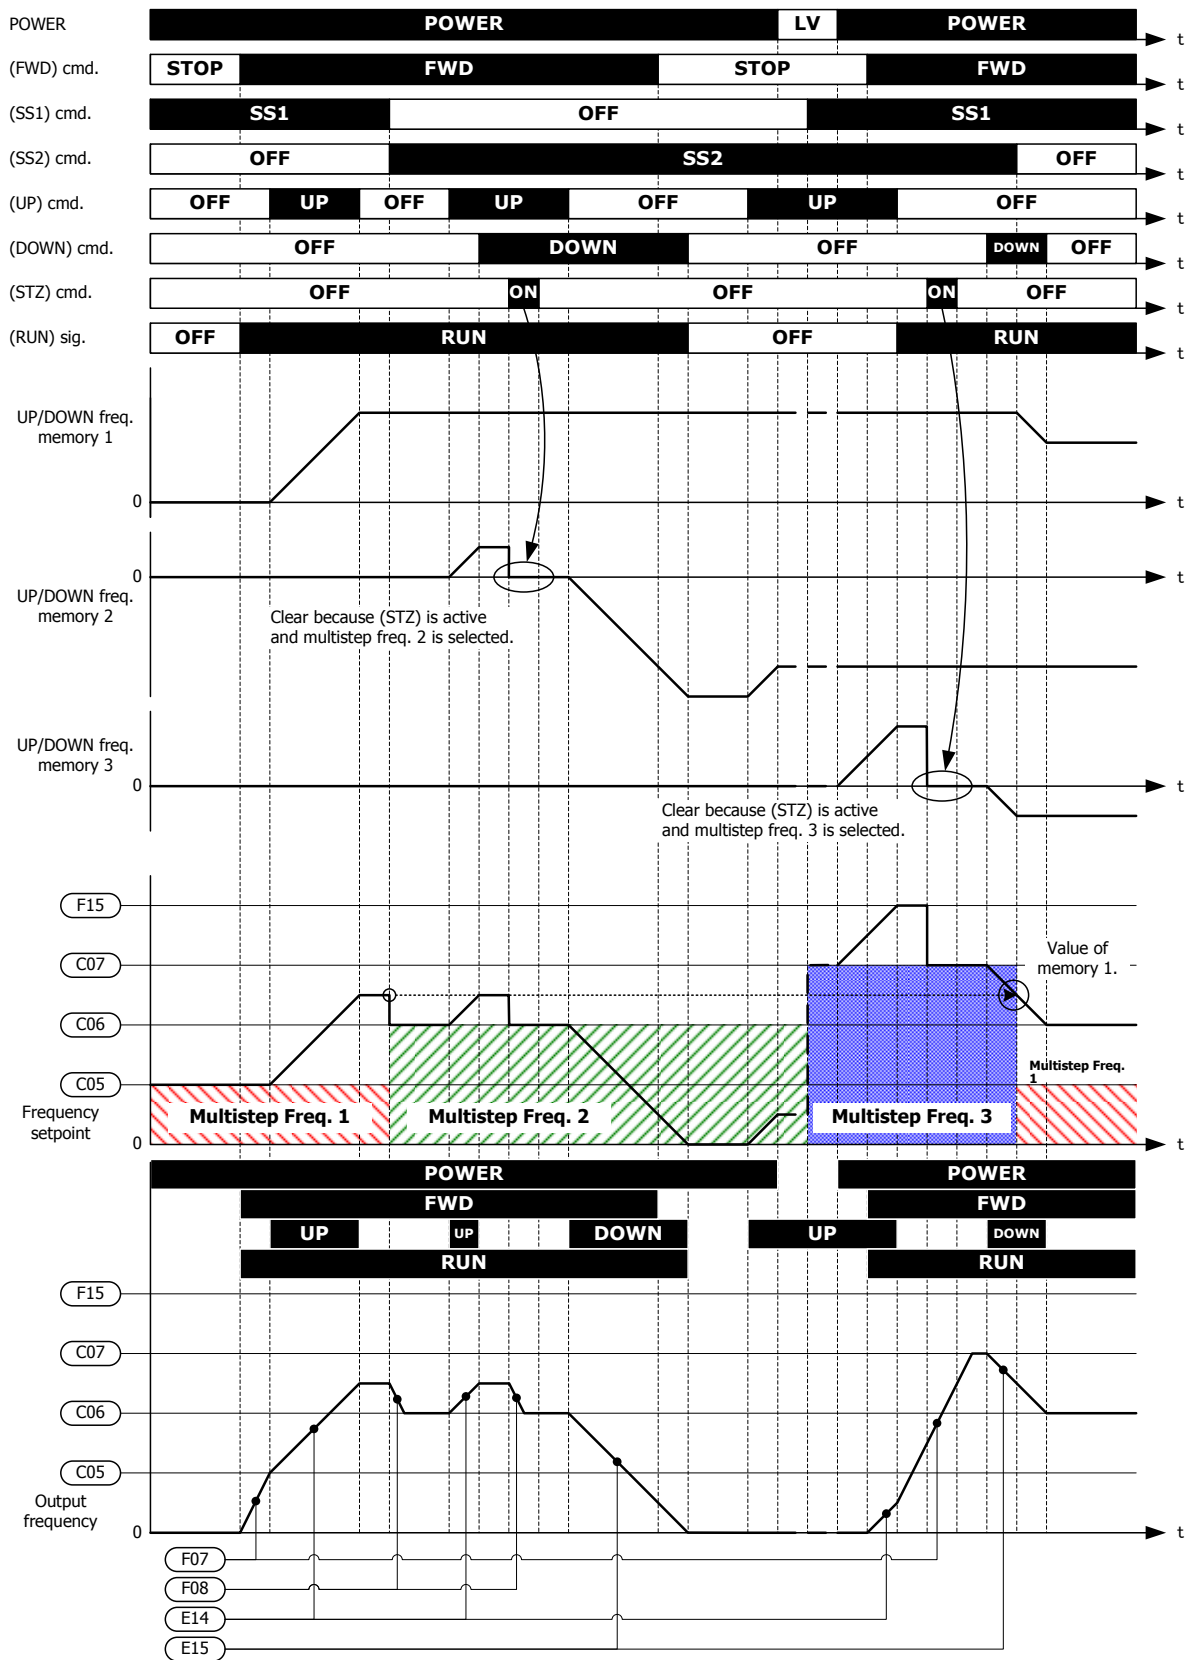 POWER POWER LV POWER t
(FWD) cmd. STOP FWD STOP FWD t
(SS1) cmd. SS1 OFF SS1 t
(SS2) cmd. OFF SS2 OFF t
(UP) cmd. OFF UP OFF UP OFF UP OFF t
(DOWN) cmd. OFF DOWN OFF DOWN OFF t
(STZ) cmd. OFF ON OFF ON OFF t
(RUN) sig. OFF RUN OFF RUN t
UP/DOWN freq.
memory 1
0 t
0 t
UP/DOWN freq.
memory 2
Clear because (STZ) is active
and multistep freq. 2 is selected.
UP/DOWN freq.
memory 3
0 t
Clear because (STZ) is active
and multistep freq. 3 is selected.
F15
C07
Value of
memory 1.
C06
C05
Multistep Freq.
1
Frequency
setpoint
Multistep Freq. 1 Multistep Freq. 2 Multistep Freq. 3
0 t
POWER POWER
FWD FWD
UP UP DOWN UP DOWN
RUN RUN
F15
C07
C06
C05
Output
frequency
0 t
F07
F08
E14
E15